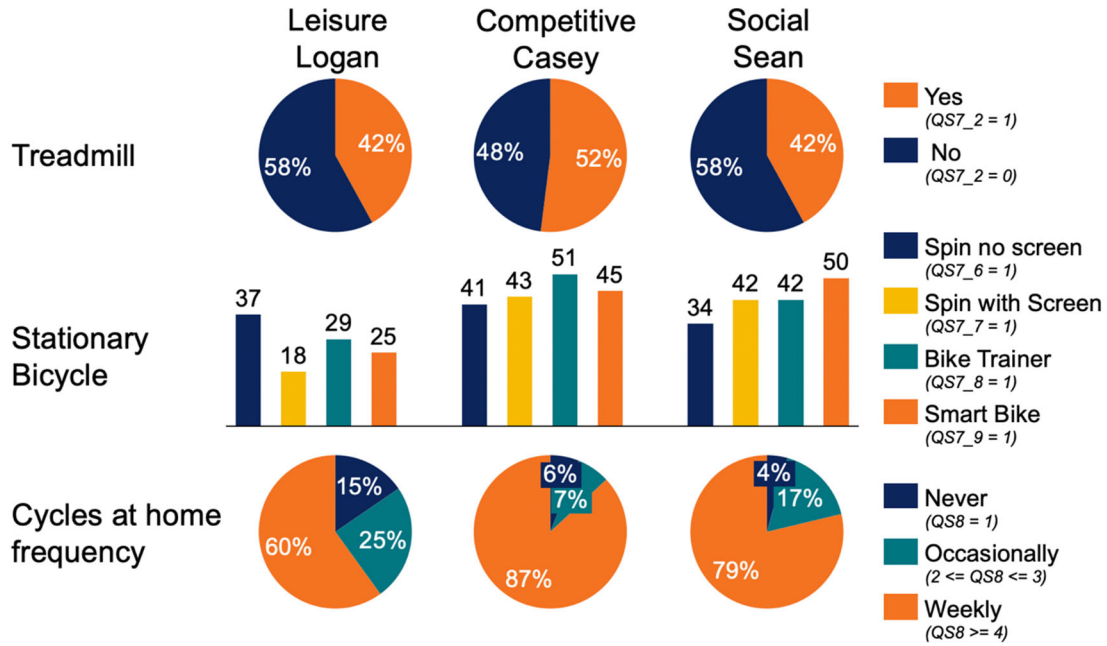 Leisure
Logan
Competitive
Casey
Social
Sean
Treadmill
58%
42%
48%
52%
58%
42%
Yes
(QS7_2 = 1)
No
(QS7_2 = 0)
Stationary
Bicycle
37
18
29
25
41
43
51
45
34
42
42
50
Spin no screen
(QS7_6 = 1)
Spin with Screen
(QS7_7 = 1)
Bike Trainer
(QS7_8 = 1)
Smart Bike
(QS7_9 = 1)
Cycles at home
frequency
15%
25%
60%
6%
7%
87%
4%
17%
79%
Never
(QS8 = 1)
Occasionally
(2 <= QS8 <= 3)
Weekly
(QS8 >= 4)